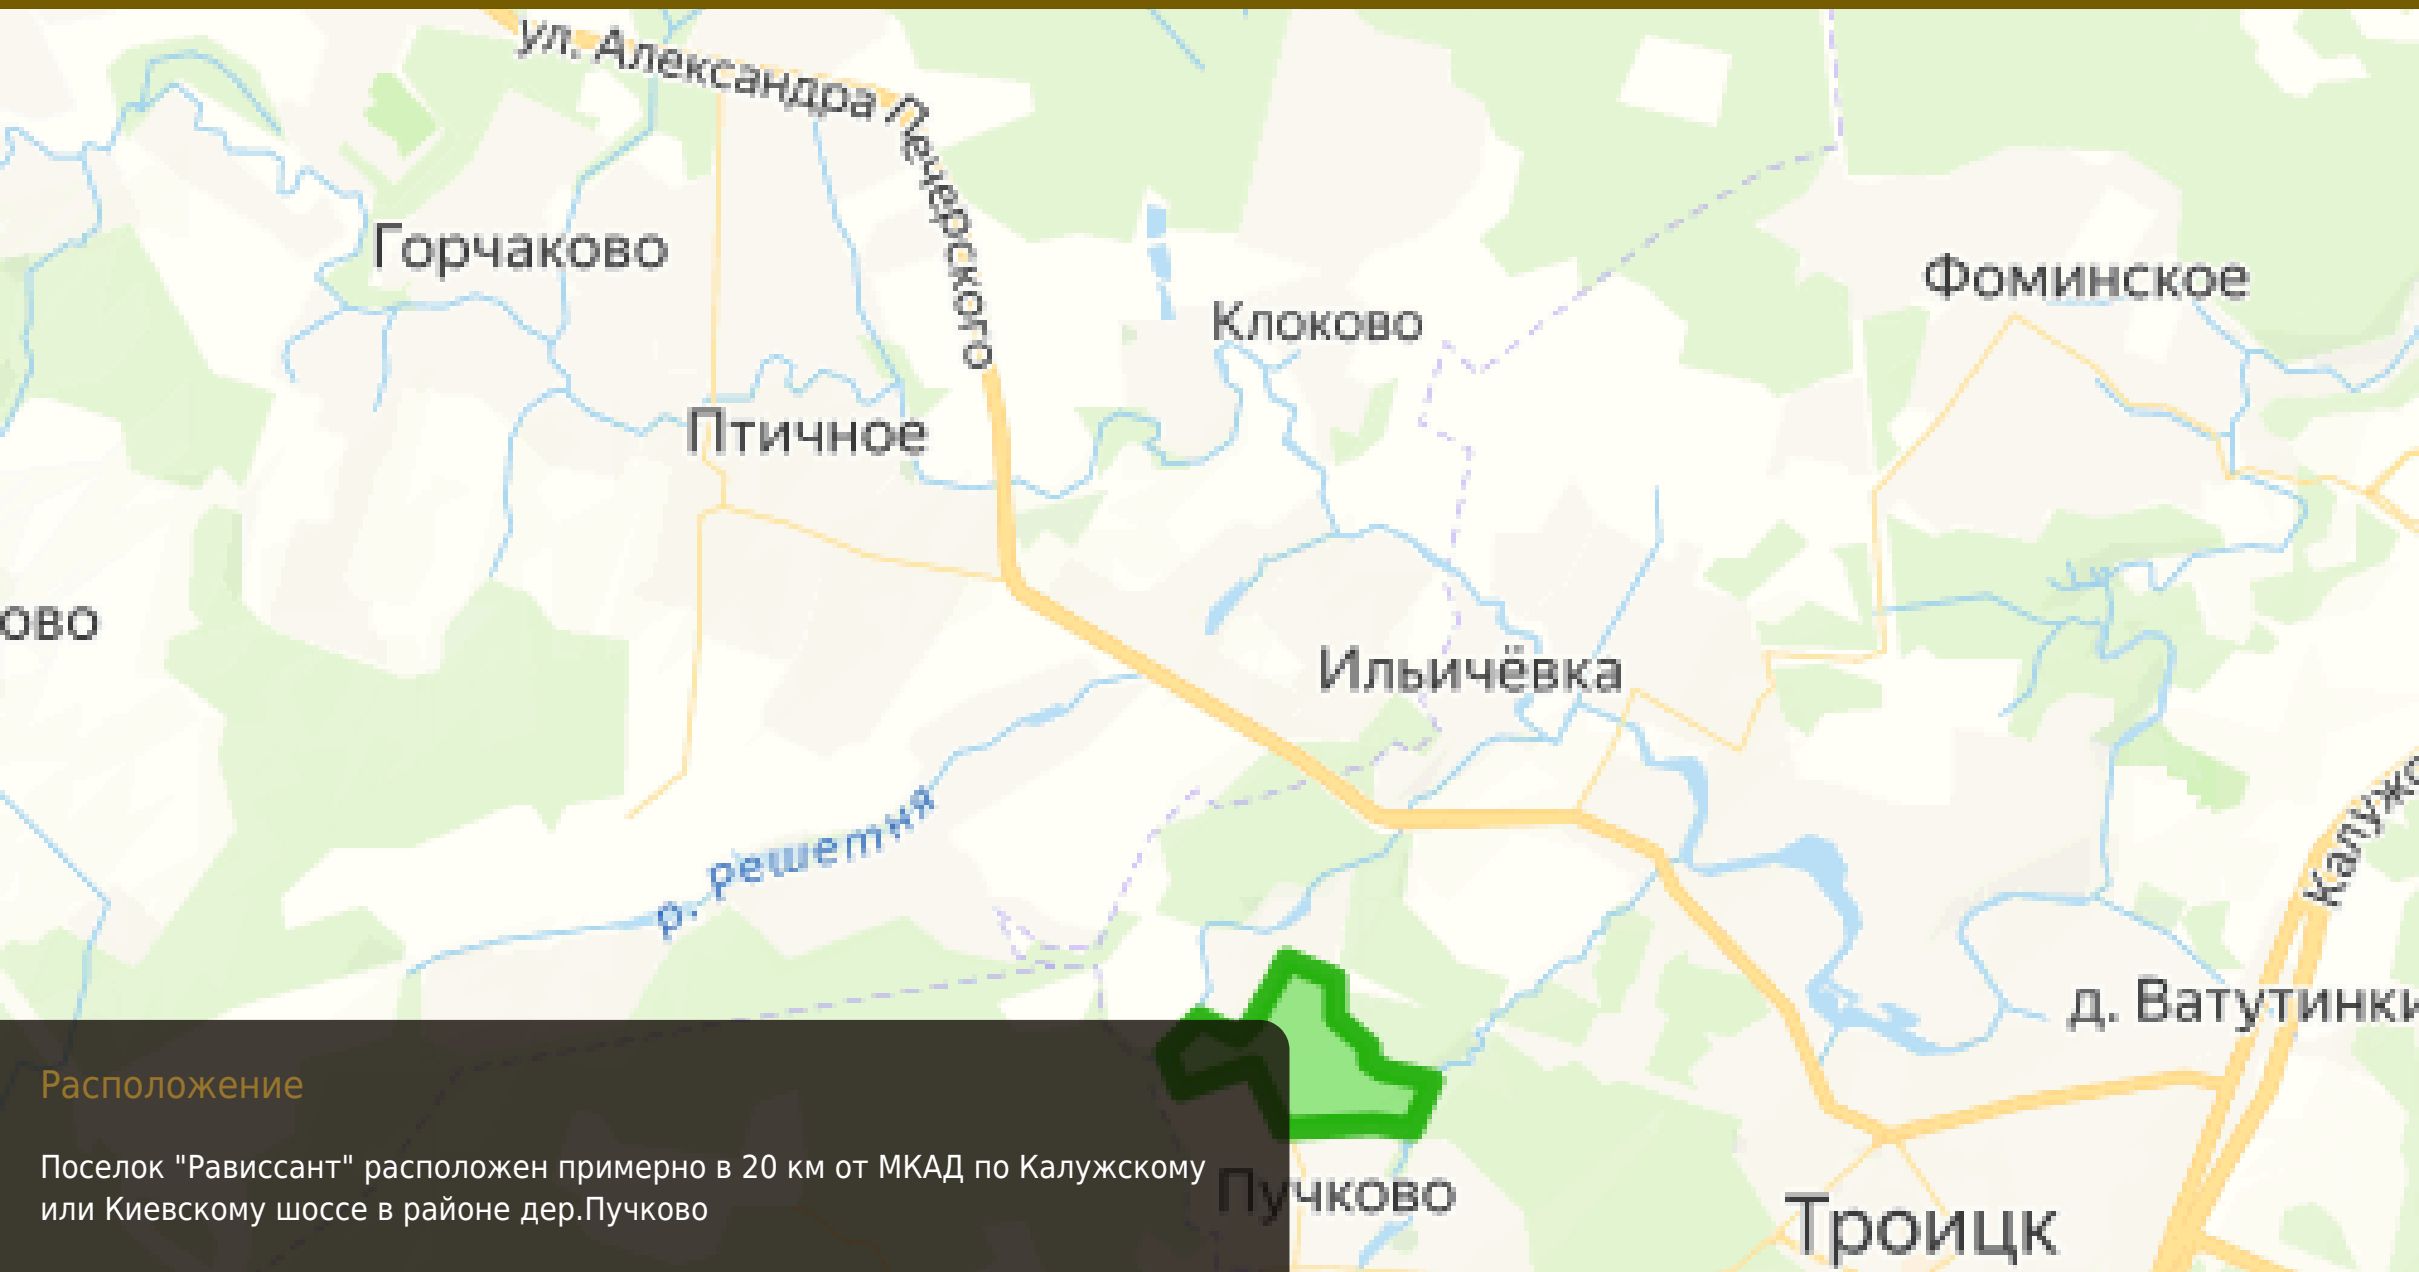 ул. Александра Печерского
Горчаково
Фоминское
Клоково
Птичное
ово
Ильичёвка
р. решетня
Калужс
д. Ватутинки
Расположение
Поселок "Рависсант" расположен примерно в 20 км от МКАД по Калужскому
или Киевскому шоссе в районе дер.Пучково
Пучково
Троицк